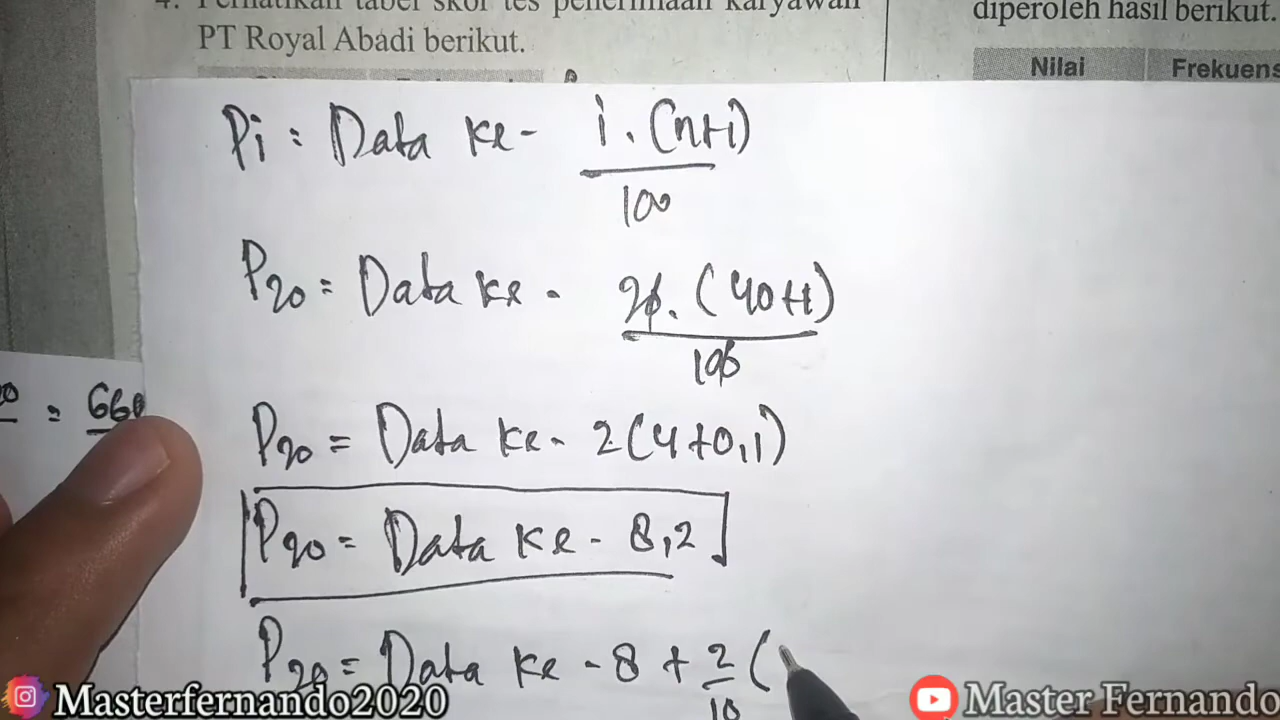 4. Perhatikan tabel skor tes penerimaan karyawan
PT Royal Abadi berikut.
diperoleh hasil berikut.
Nilai Frekuens
Pi = Data ke- i . (n+1)
100
P20 = Data ke - 20. (40+1)
100
= 660
P20 = Data ke- 2(4+0,1)
P20 = Data ke - 8,2
P20 = Data ke - 8 + 2/10 (
Masterfernando2020
Master Fernando